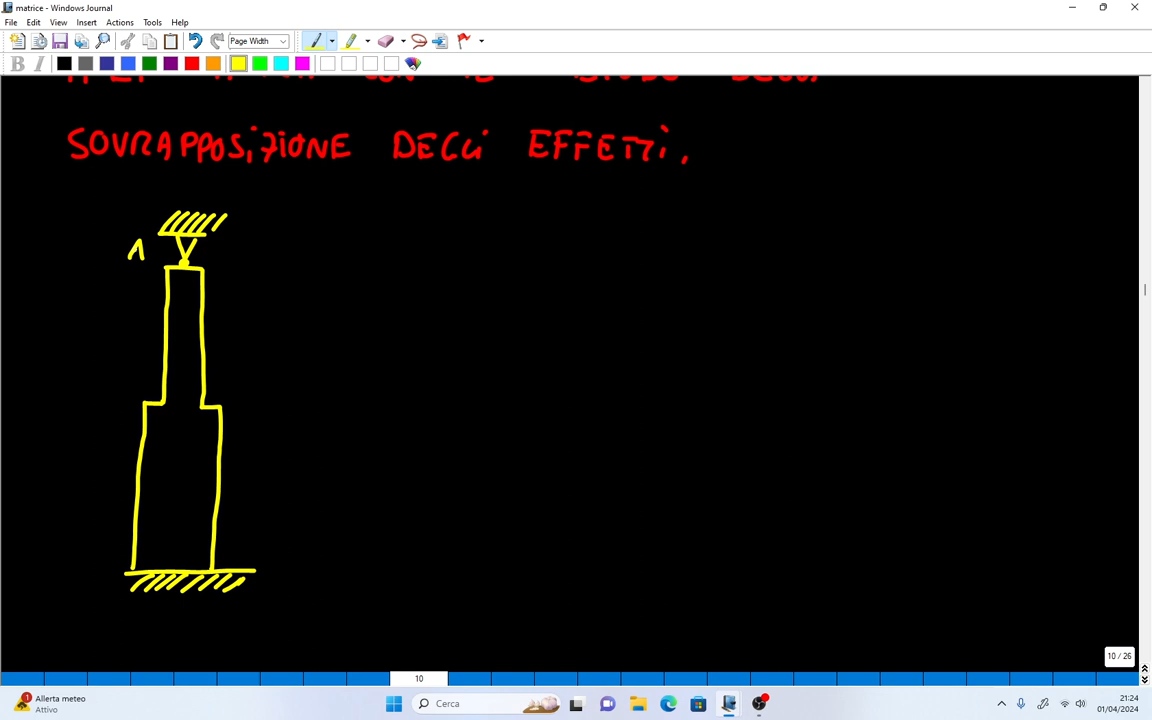 matrice - Windows Journal
File Edit View Insert Actions Tools Help
Page Width
B I
SOVRAPPOSIZIONE DEGLI EFFETTI.
A
10 / 26
10
1
Allerta meteo
Attivo
Cerca
21:24
01/04/2024